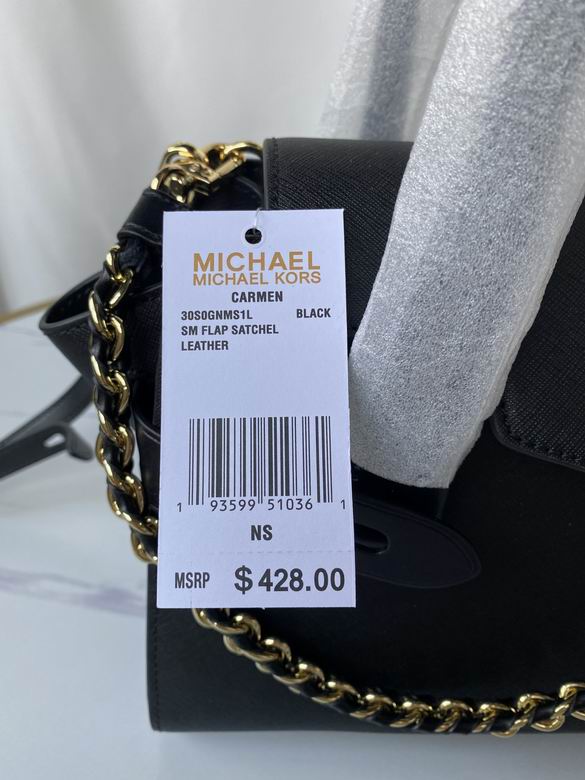 MICHAEL
MICHAEL KORS
CARMEN
30S0GNMS1L BLACK
SM FLAP SATCHEL
LEATHER
1 93599 51036 1
NS
MSRP $428.00